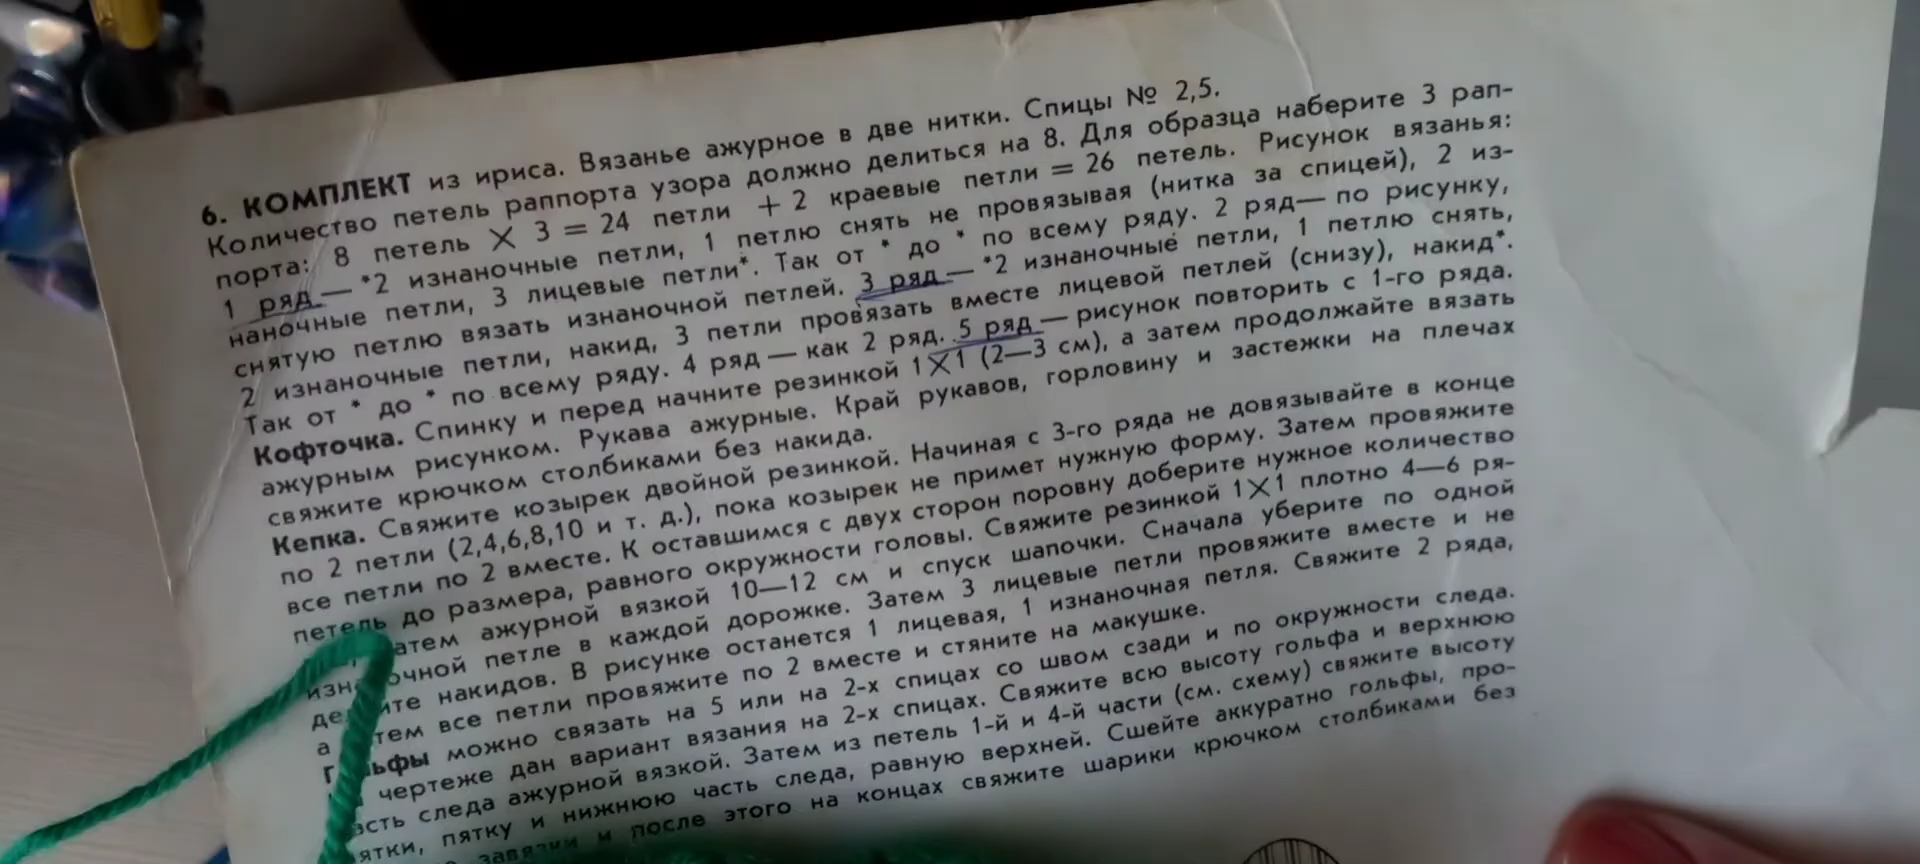 6. КОМПЛЕКТ из ириса. Вязанье ажурное в две нитки. Спицы № 2,5.
Количество петель раппорта узора должно делиться на 8. Для образца наберите 3 рап-
порта: 8 петель × 3 = 24 петли + 2 краевые петли = 26 петель. Рисунок вязанья:
1 ряд — *2 изнаночные петли, 1 петлю снять не провязывая (нитка за спицей), 2 из-
наночные петли, 3 лицевые петли*. Так от * до * по всему ряду. 2 ряд — по рисунку,
снятую петлю вязать изнаночной петлей. 3 ряд — *2 изнаночные петли, 1 петлю снять,
2 изнаночные петли, накид, 3 петли провязать вместе лицевой петлей (снизу), накид*.
Так от * до * по всему ряду. 4 ряд — как 2 ряд. 5 ряд — рисунок повторить с 1-го ряда.
Кофточка. Спинку и перед начните резинкой 1×1 (2—3 см), а затем продолжайте вязать
ажурным рисунком. Рукава ажурные. Край рукавов, горловину и застежки на плечах
свяжите крючком столбиками без накида.
Кепка. Свяжите козырек двойной резинкой. Начиная с 3-го ряда не довязывайте в конце
по 2 петли (2,4,6,8,10 и т. д.), пока козырек не примет нужную форму. Затем провяжите
все петли по 2 вместе. К оставшимся с двух сторон поровну доберите нужное количество
петель до размера, равного окружности головы. Свяжите резинкой 1×1 плотно 4—6 ря-
атем ажурной вязкой 10—12 см и спуск шапочки. Сначала уберите по одной
изн очной петле в каждой дорожке. Затем 3 лицевые петли провяжите вместе и не
де йте накидов. В рисунке останется 1 лицевая, 1 изнаночная петля. Свяжите 2 ряда,
а тем все петли провяжите по 2 вместе и стяните на макушке.
Г льфы можно связать на 5 или на 2-х спицах со швом сзади и по окружности следа.
чертеже дан вариант вязания на 2-х спицах. Свяжите всю высоту гольфа и верхнюю
асть следа ажурной вязкой. Затем из петель 1-й и 4-й части (см. схему) свяжите высоту
ятки, пятку и нижнюю часть следа, равную верхней. Сшейте аккуратно гольфы, про-
завязки и после этого на концах свяжите шарики крючком столбиками без